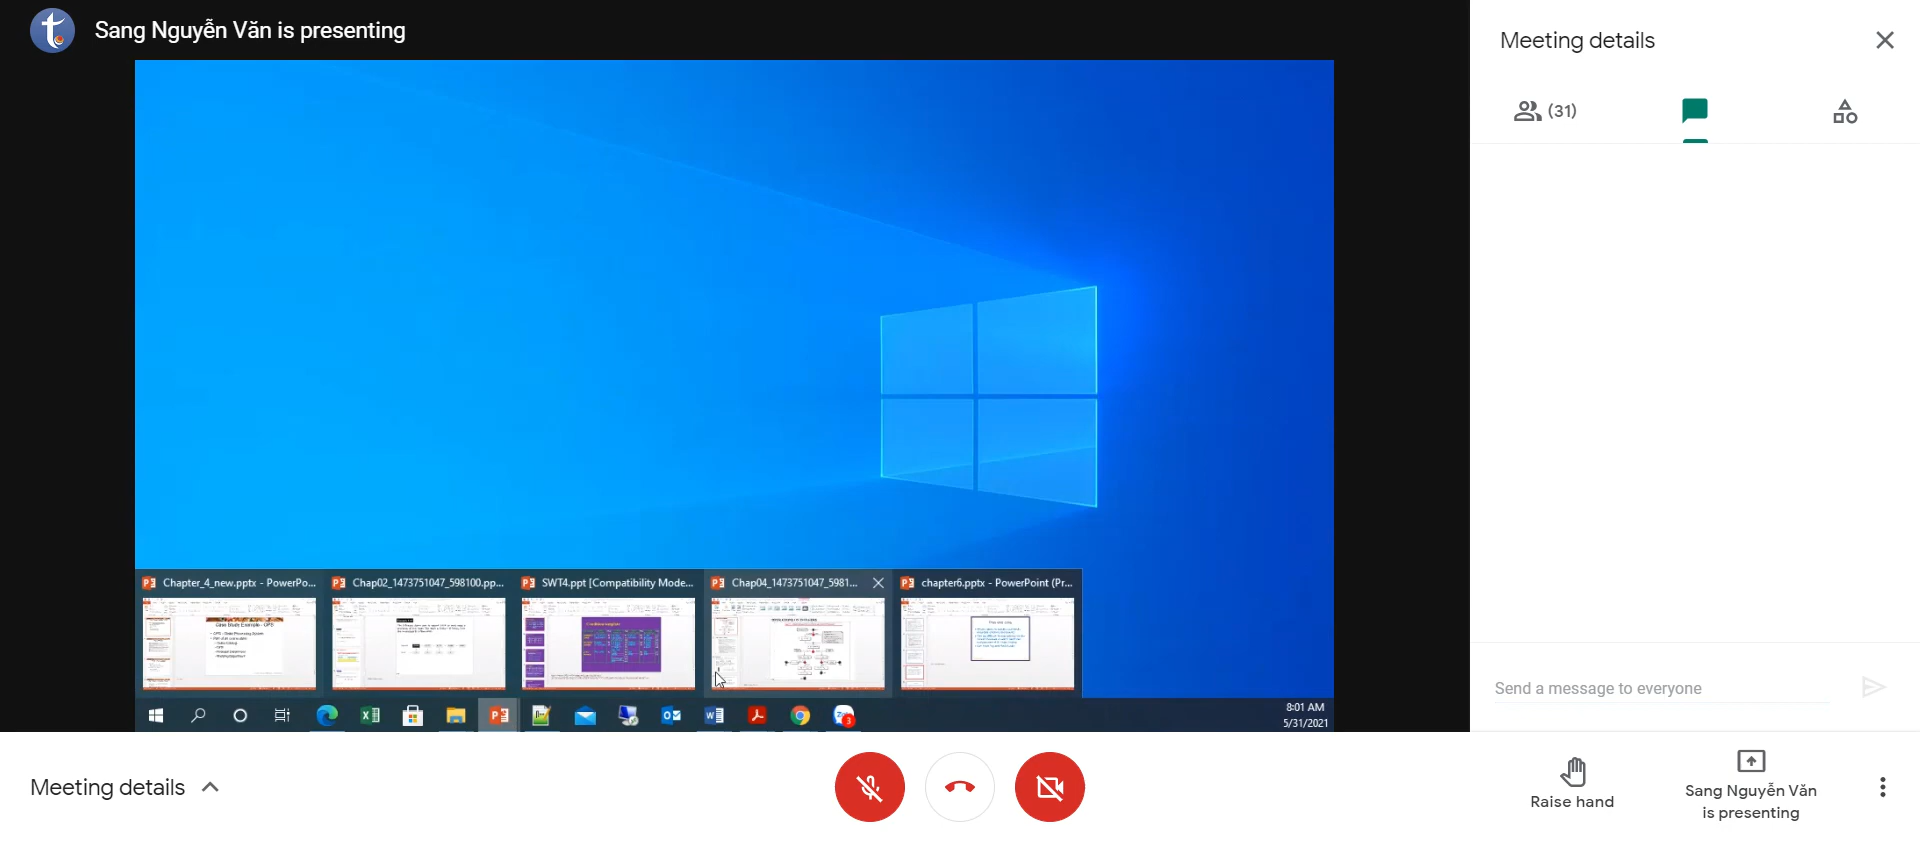 Sang Nguyễn Văn is presenting
Meeting details
(31)
Chapter_4_new.pptx - PowerPo...
Chap02_1473751047_598100.pp...
SWT4.ppt [Compatibility Mode...
Chap04_1473751047_5981...
chapter6.pptx - PowerPoint (Pr...
8:01 AM
5/31/2021
Send a message to everyone
Meeting details
Raise hand
Sang Nguyễn Văn
is presenting